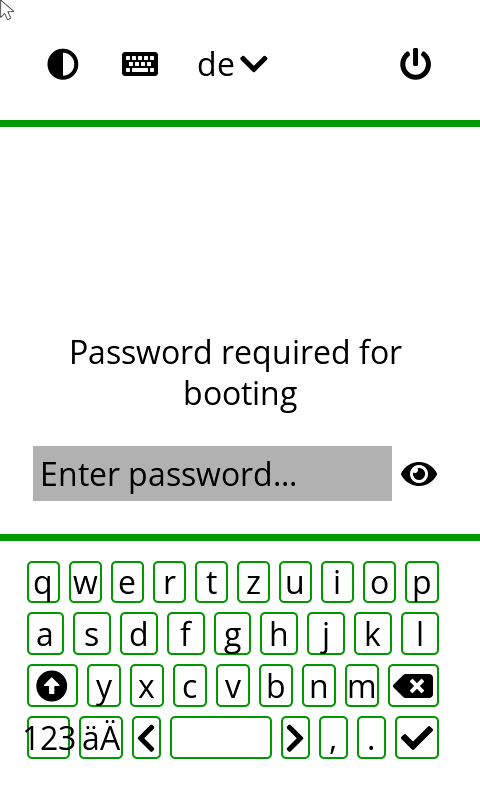 de
Password required for
booting
Enter password...
q w e r t z u i o p
a s d f g h j k l
y x c v b n m
123 äÄ , .